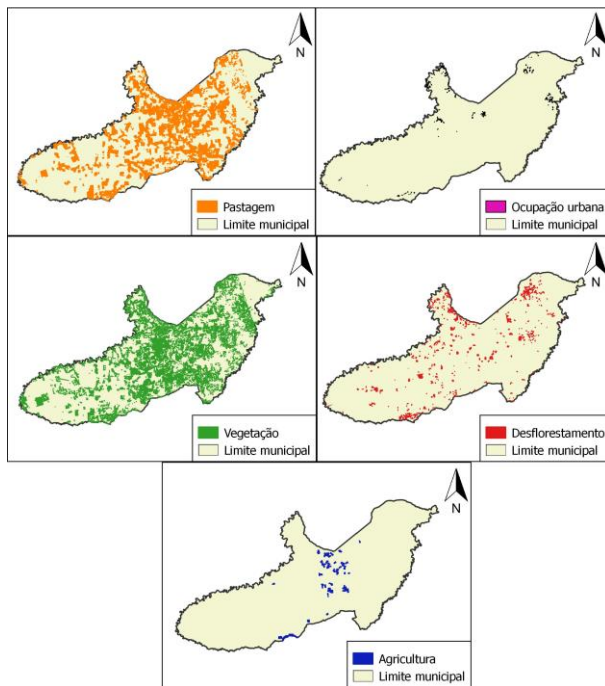 N
Pastagem
Limite municipal
N
Ocupação urbana
Limite municipal
N
Vegetação
Limite municipal
N
Desflorestamento
Limite municipal
N
Agricultura
Limite municipal